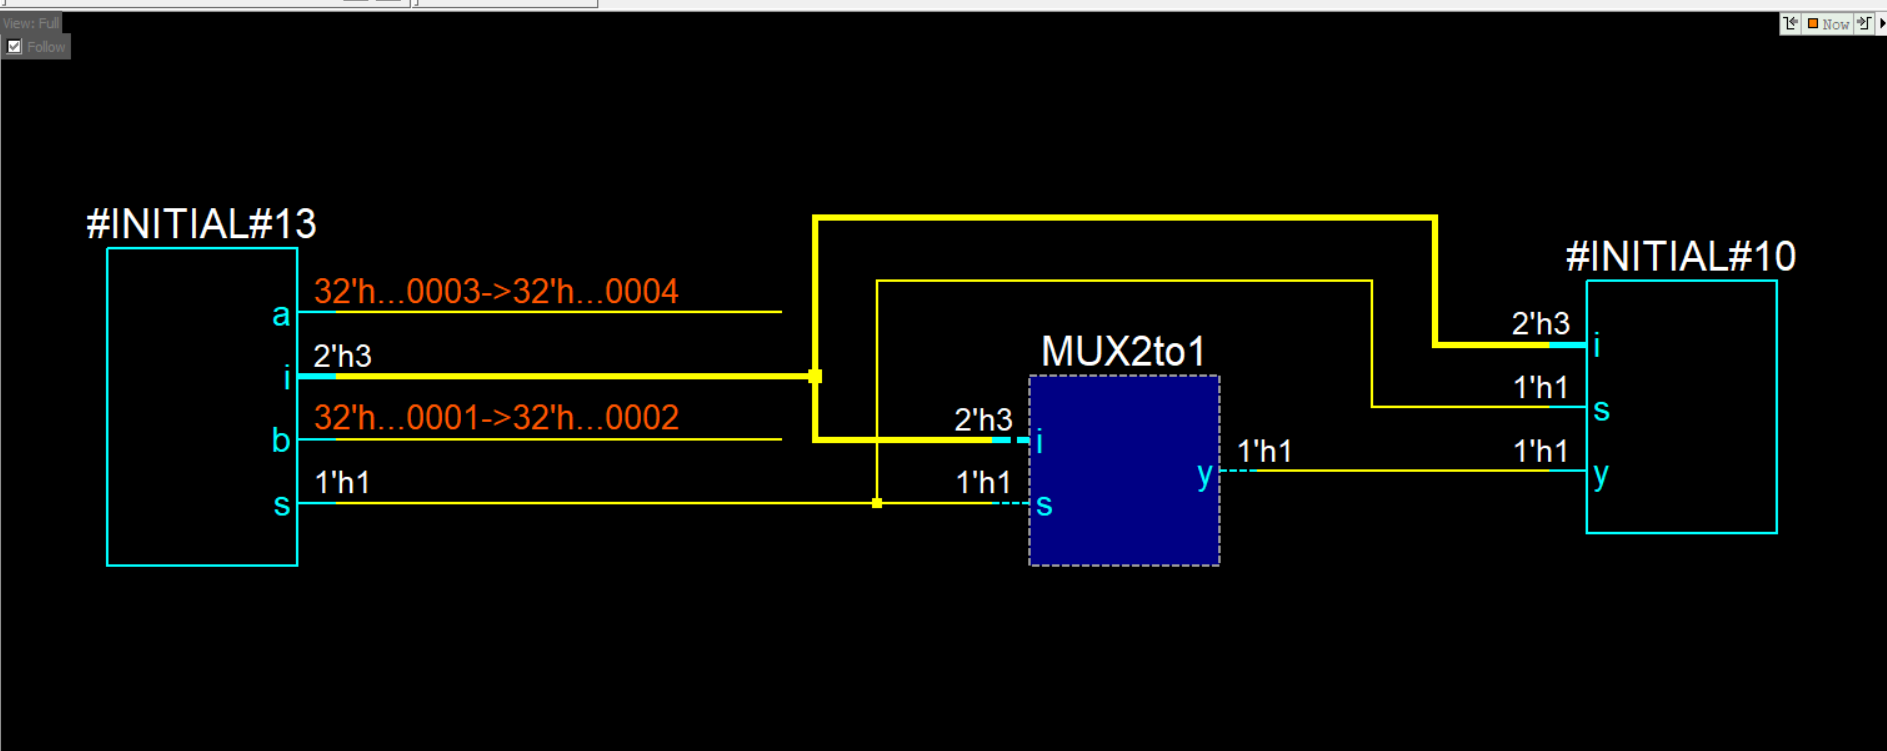 View: Full
Follow
Now
#INITIAL#13
a
32'h...0003->32'h...0004
i
2'h3
b
32'h...0001->32'h...0002
s
1'h1
MUX2to1
2'h3
i
1'h1
s
y
1'h1
#INITIAL#10
2'h3
i
1'h1
s
1'h1
y